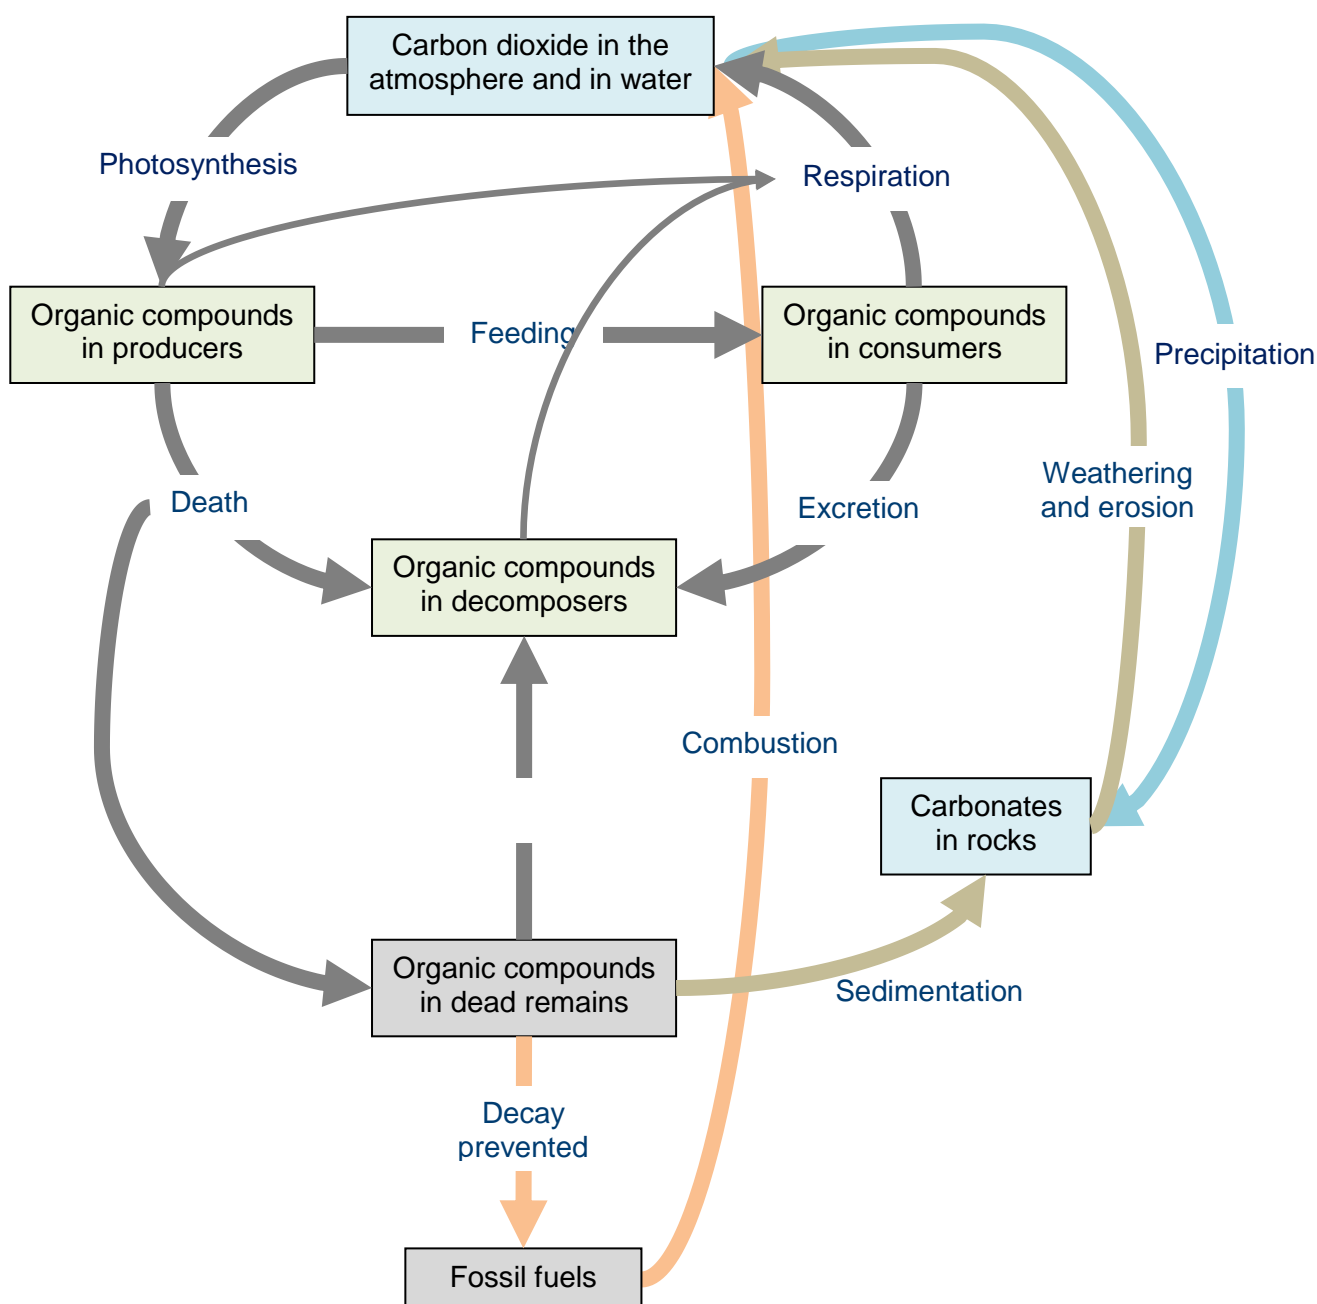 Carbon dioxide in the
atmosphere and in water
Photosynthesis
Respiration
Organic compounds
in producers
Feeding
Organic compounds
in consumers
Precipitation
Death
Excretion
Weathering
and erosion
Organic compounds
in decomposers
Combustion
Carbonates
in rocks
Organic compounds
in dead remains
Sedimentation
Decay
prevented
Fossil fuels